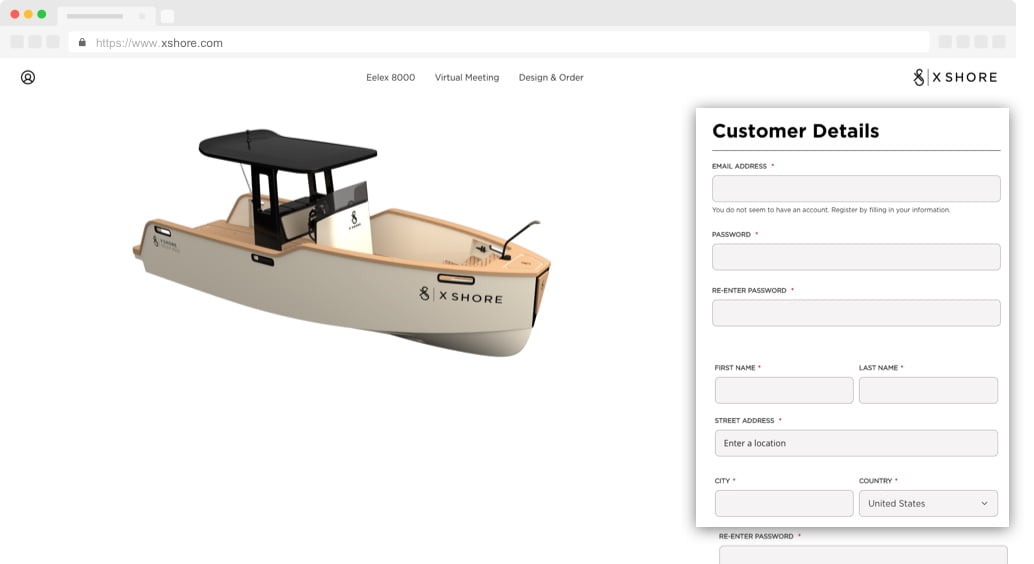 https://www.xshore.com
Eelex 8000 Virtual Meeting Design & Order
X SHORE
Customer Details
EMAIL ADDRESS *
You do not seem to have an account. Register by filling in your information.
PASSWORD *
RE-ENTER PASSWORD *
FIRST NAME * LAST NAME *
STREET ADDRESS *
Enter a location
CITY * COUNTRY *
United States
RE-ENTER PASSWORD *
X SHORE
X SHORE
X SHORE